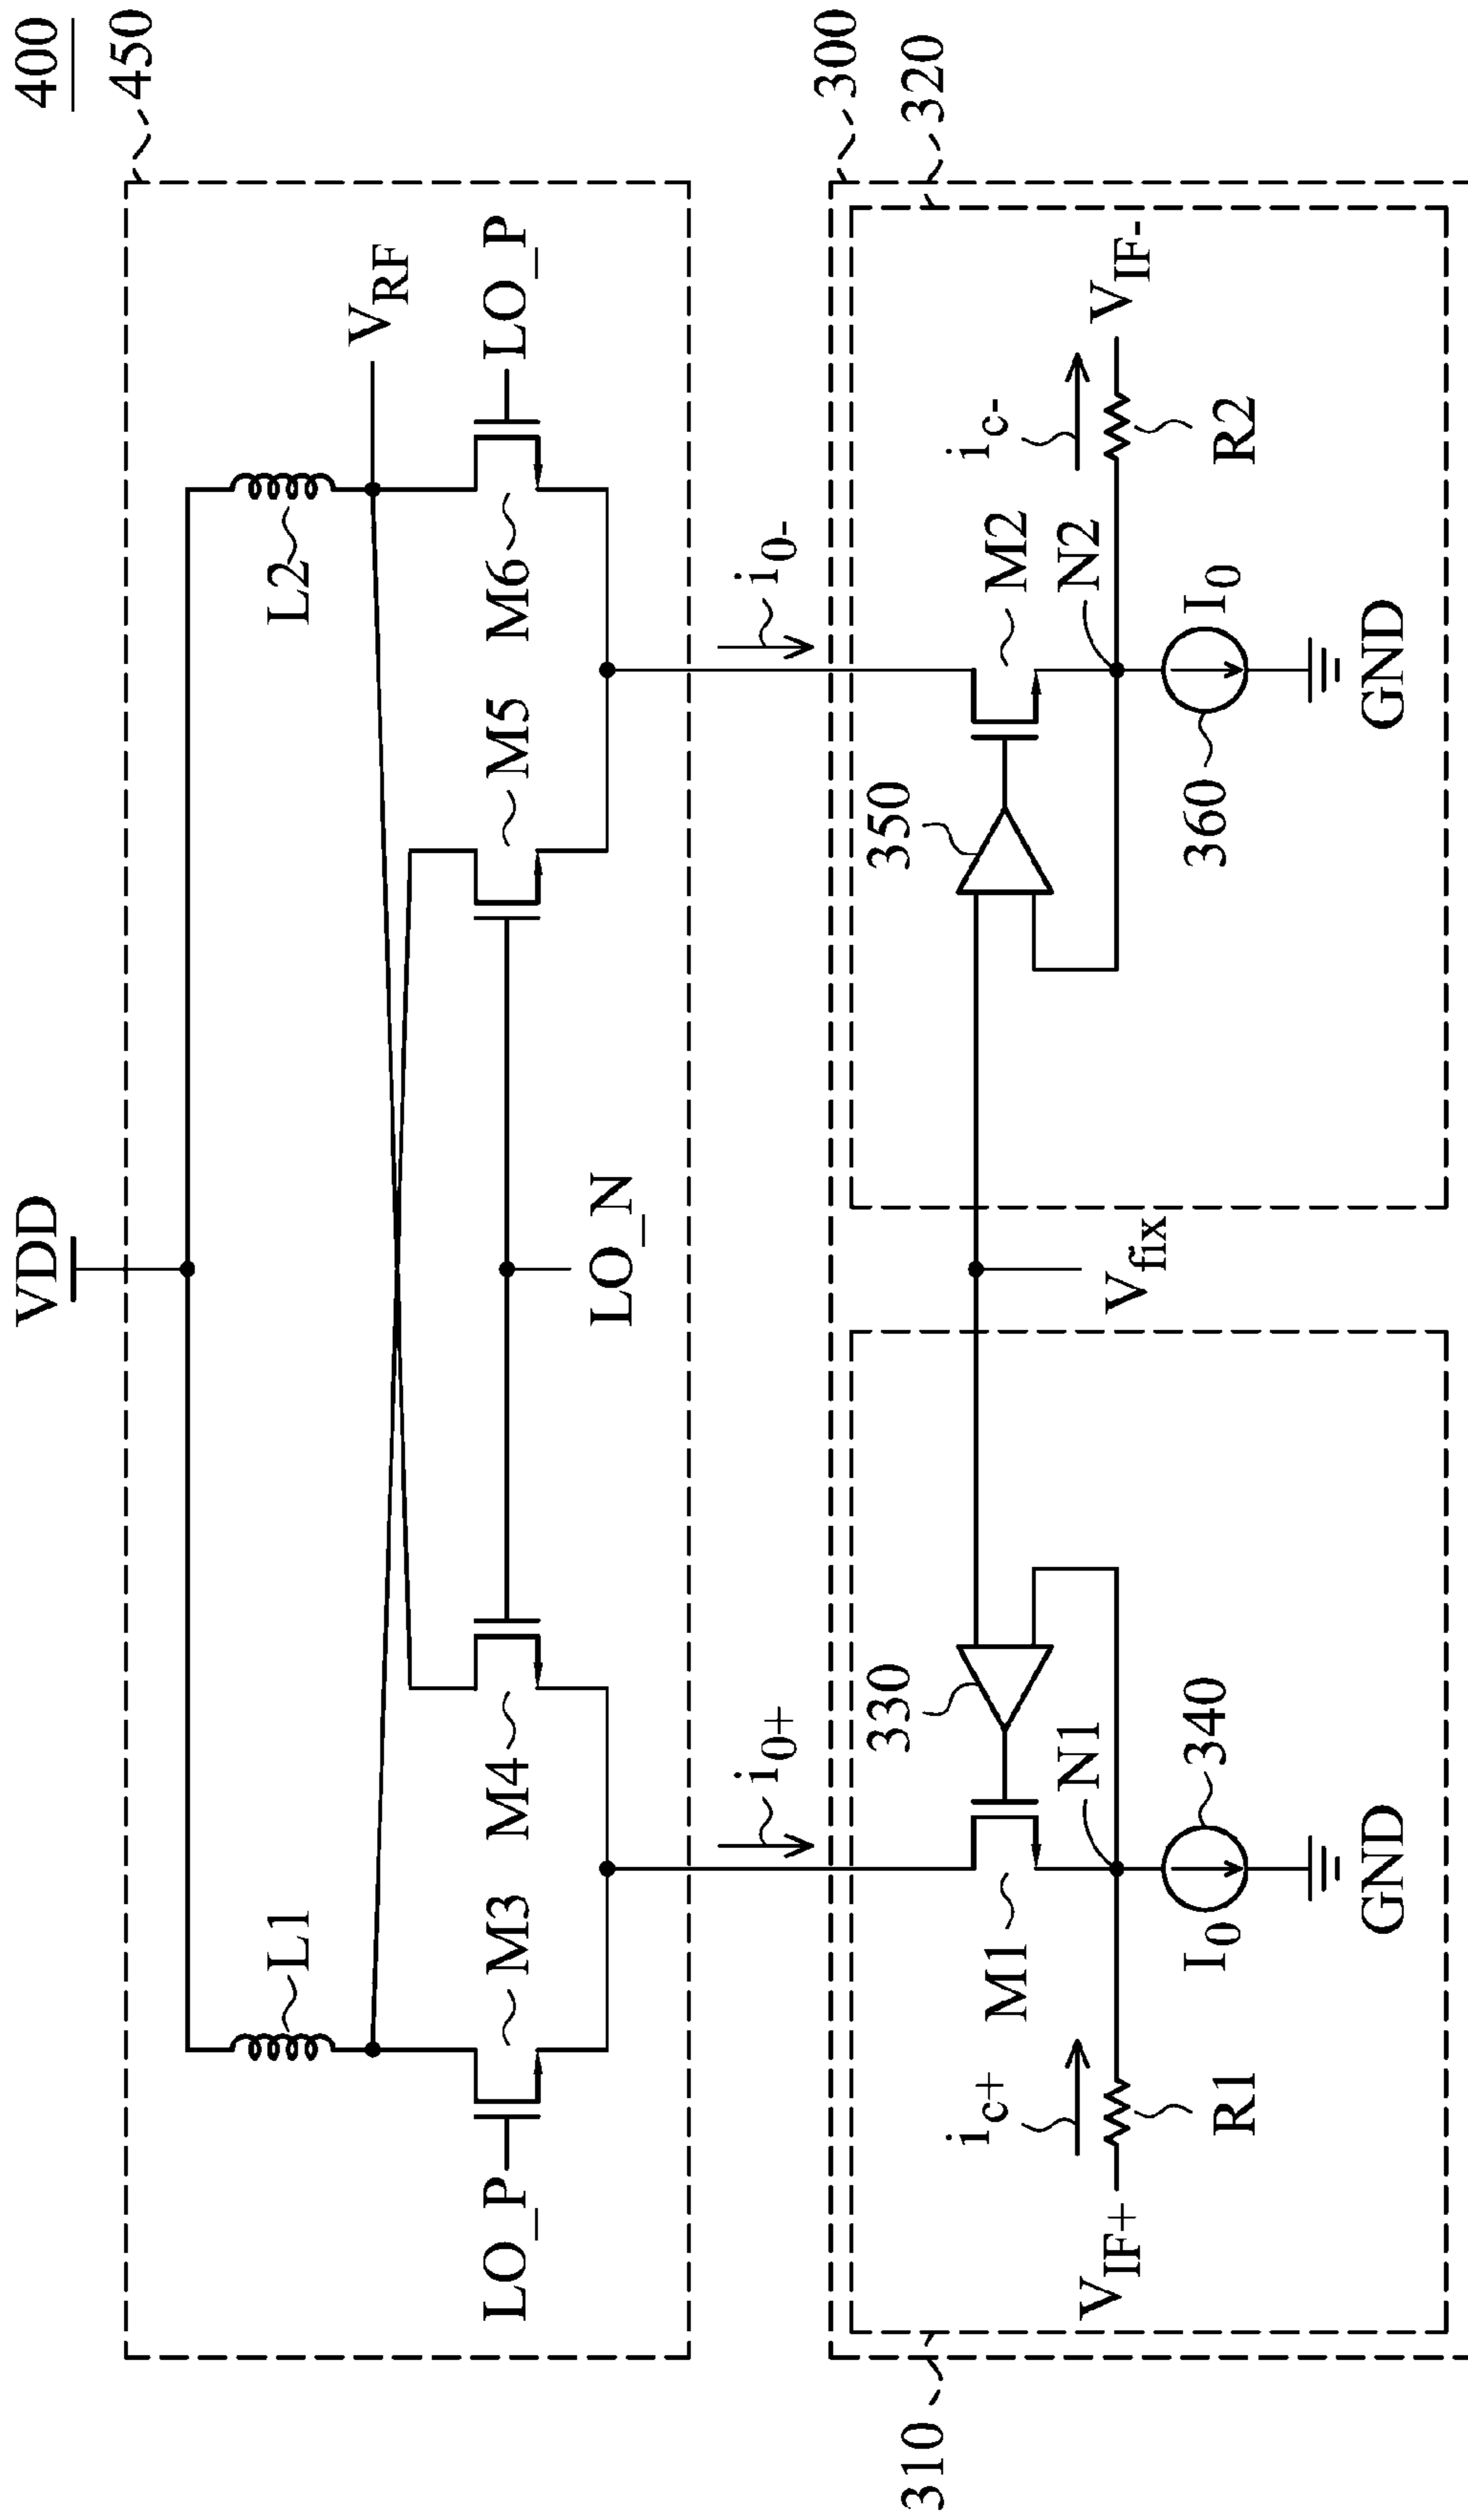 400
450
VDD
L1
L2
VRF
LO_P
M3
M4
M5
M6
LO_P
LO_N
i0+
i0-
300
320
310
330
350
ic+
M1
N1
M2
N2
ic-
VIF+
Vfix
VIF-
R1
I0
340
360
I0
R2
GND
GND